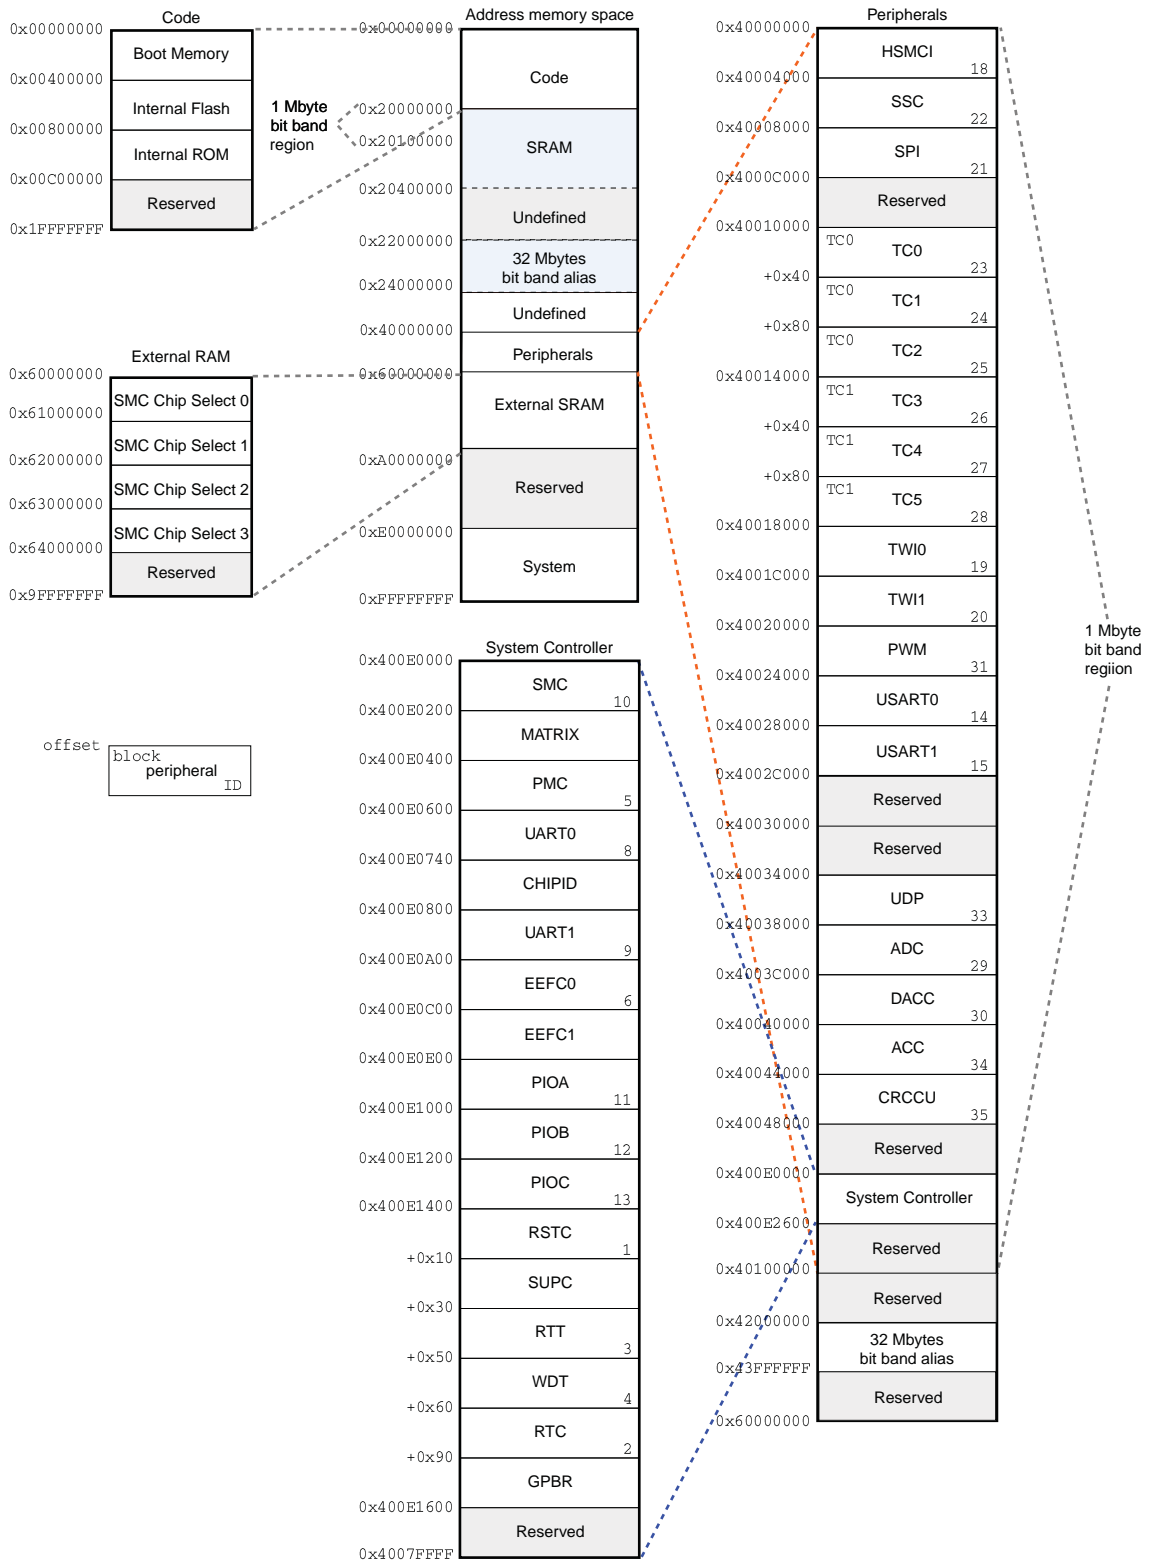 Code
0x00000000
Boot Memory
0x00400000
Internal Flash
0x00800000
Internal ROM
0x00C00000
Reserved
0x1FFFFFFF
1 Mbyte
bit band
region
External RAM
0x60000000
SMC Chip Select 0
0x61000000
SMC Chip Select 1
0x62000000
SMC Chip Select 2
0x63000000
SMC Chip Select 3
0x64000000
Reserved
0x9FFFFFFF
offset
block
peripheral
ID
Address memory space
0x00000000
Code
0x20000000
0x20100000
SRAM
0x20400000
Undefined
0x22000000
32 Mbytes
bit band alias
0x24000000
Undefined
0x40000000
Peripherals
0x60000000
External SRAM
0xA0000000
Reserved
0xE0000000
System
0xFFFFFFFF
System Controller
0x400E0000
SMC
10
0x400E0200
MATRIX
0x400E0400
PMC
5
0x400E0600
UART0
8
0x400E0740
CHIPID
0x400E0800
UART1
9
0x400E0A00
EEFC0
6
0x400E0C00
EEFC1
0x400E0E00
PIOA
11
0x400E1000
PIOB
12
0x400E1200
PIOC
13
0x400E1400
RSTC
1
+0x10
SUPC
+0x30
RTT
3
+0x50
WDT
4
+0x60
RTC
2
+0x90
GPBR
0x400E1600
Reserved
0x4007FFFF
Peripherals
0x40000000
HSMCI
18
0x40004000
SSC
22
0x40008000
SPI
21
0x4000C000
Reserved
0x40010000
TC0
TC0
23
+0x40
TC0
TC1
24
+0x80
TC0
TC2
25
0x40014000
TC1
TC3
26
+0x40
TC1
TC4
27
+0x80
TC1
TC5
28
0x40018000
TWI0
19
0x4001C000
TWI1
20
0x40020000
PWM
31
0x40024000
USART0
14
0x40028000
USART1
15
0x4002C000
Reserved
0x40030000
Reserved
0x40034000
UDP
33
0x40038000
ADC
29
0x4003C000
DACC
30
0x40040000
ACC
34
0x40044000
CRCCU
35
0x40048000
Reserved
0x400E0000
System Controller
0x400E2600
Reserved
0x40100000
Reserved
0x42000000
32 Mbytes
bit band alias
0x43FFFFFF
Reserved
0x60000000
1 Mbyte
bit band
regiion